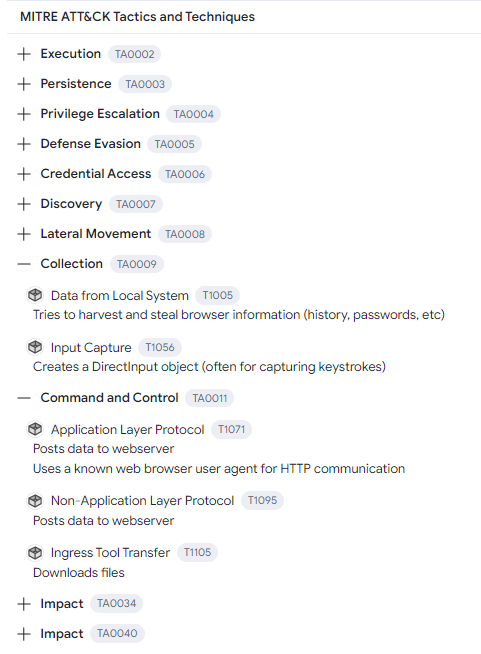 MITRE ATT&CK Tactics and Techniques
Execution TA0002
Persistence TA0003
Privilege Escalation TA0004
Defense Evasion TA0005
Credential Access TA0006
Discovery TA0007
Lateral Movement TA0008
Collection TA0009
Data from Local System T1005
Tries to harvest and steal browser information (history, passwords, etc)
Input Capture T1056
Creates a DirectInput object (often for capturing keystrokes)
Command and Control TA0011
Application Layer Protocol T1071
Posts data to webserver
Uses a known web browser user agent for HTTP communication
Non-Application Layer Protocol T1095
Posts data to webserver
Ingress Tool Transfer T1105
Downloads files
Impact TA0034
Impact TA0040